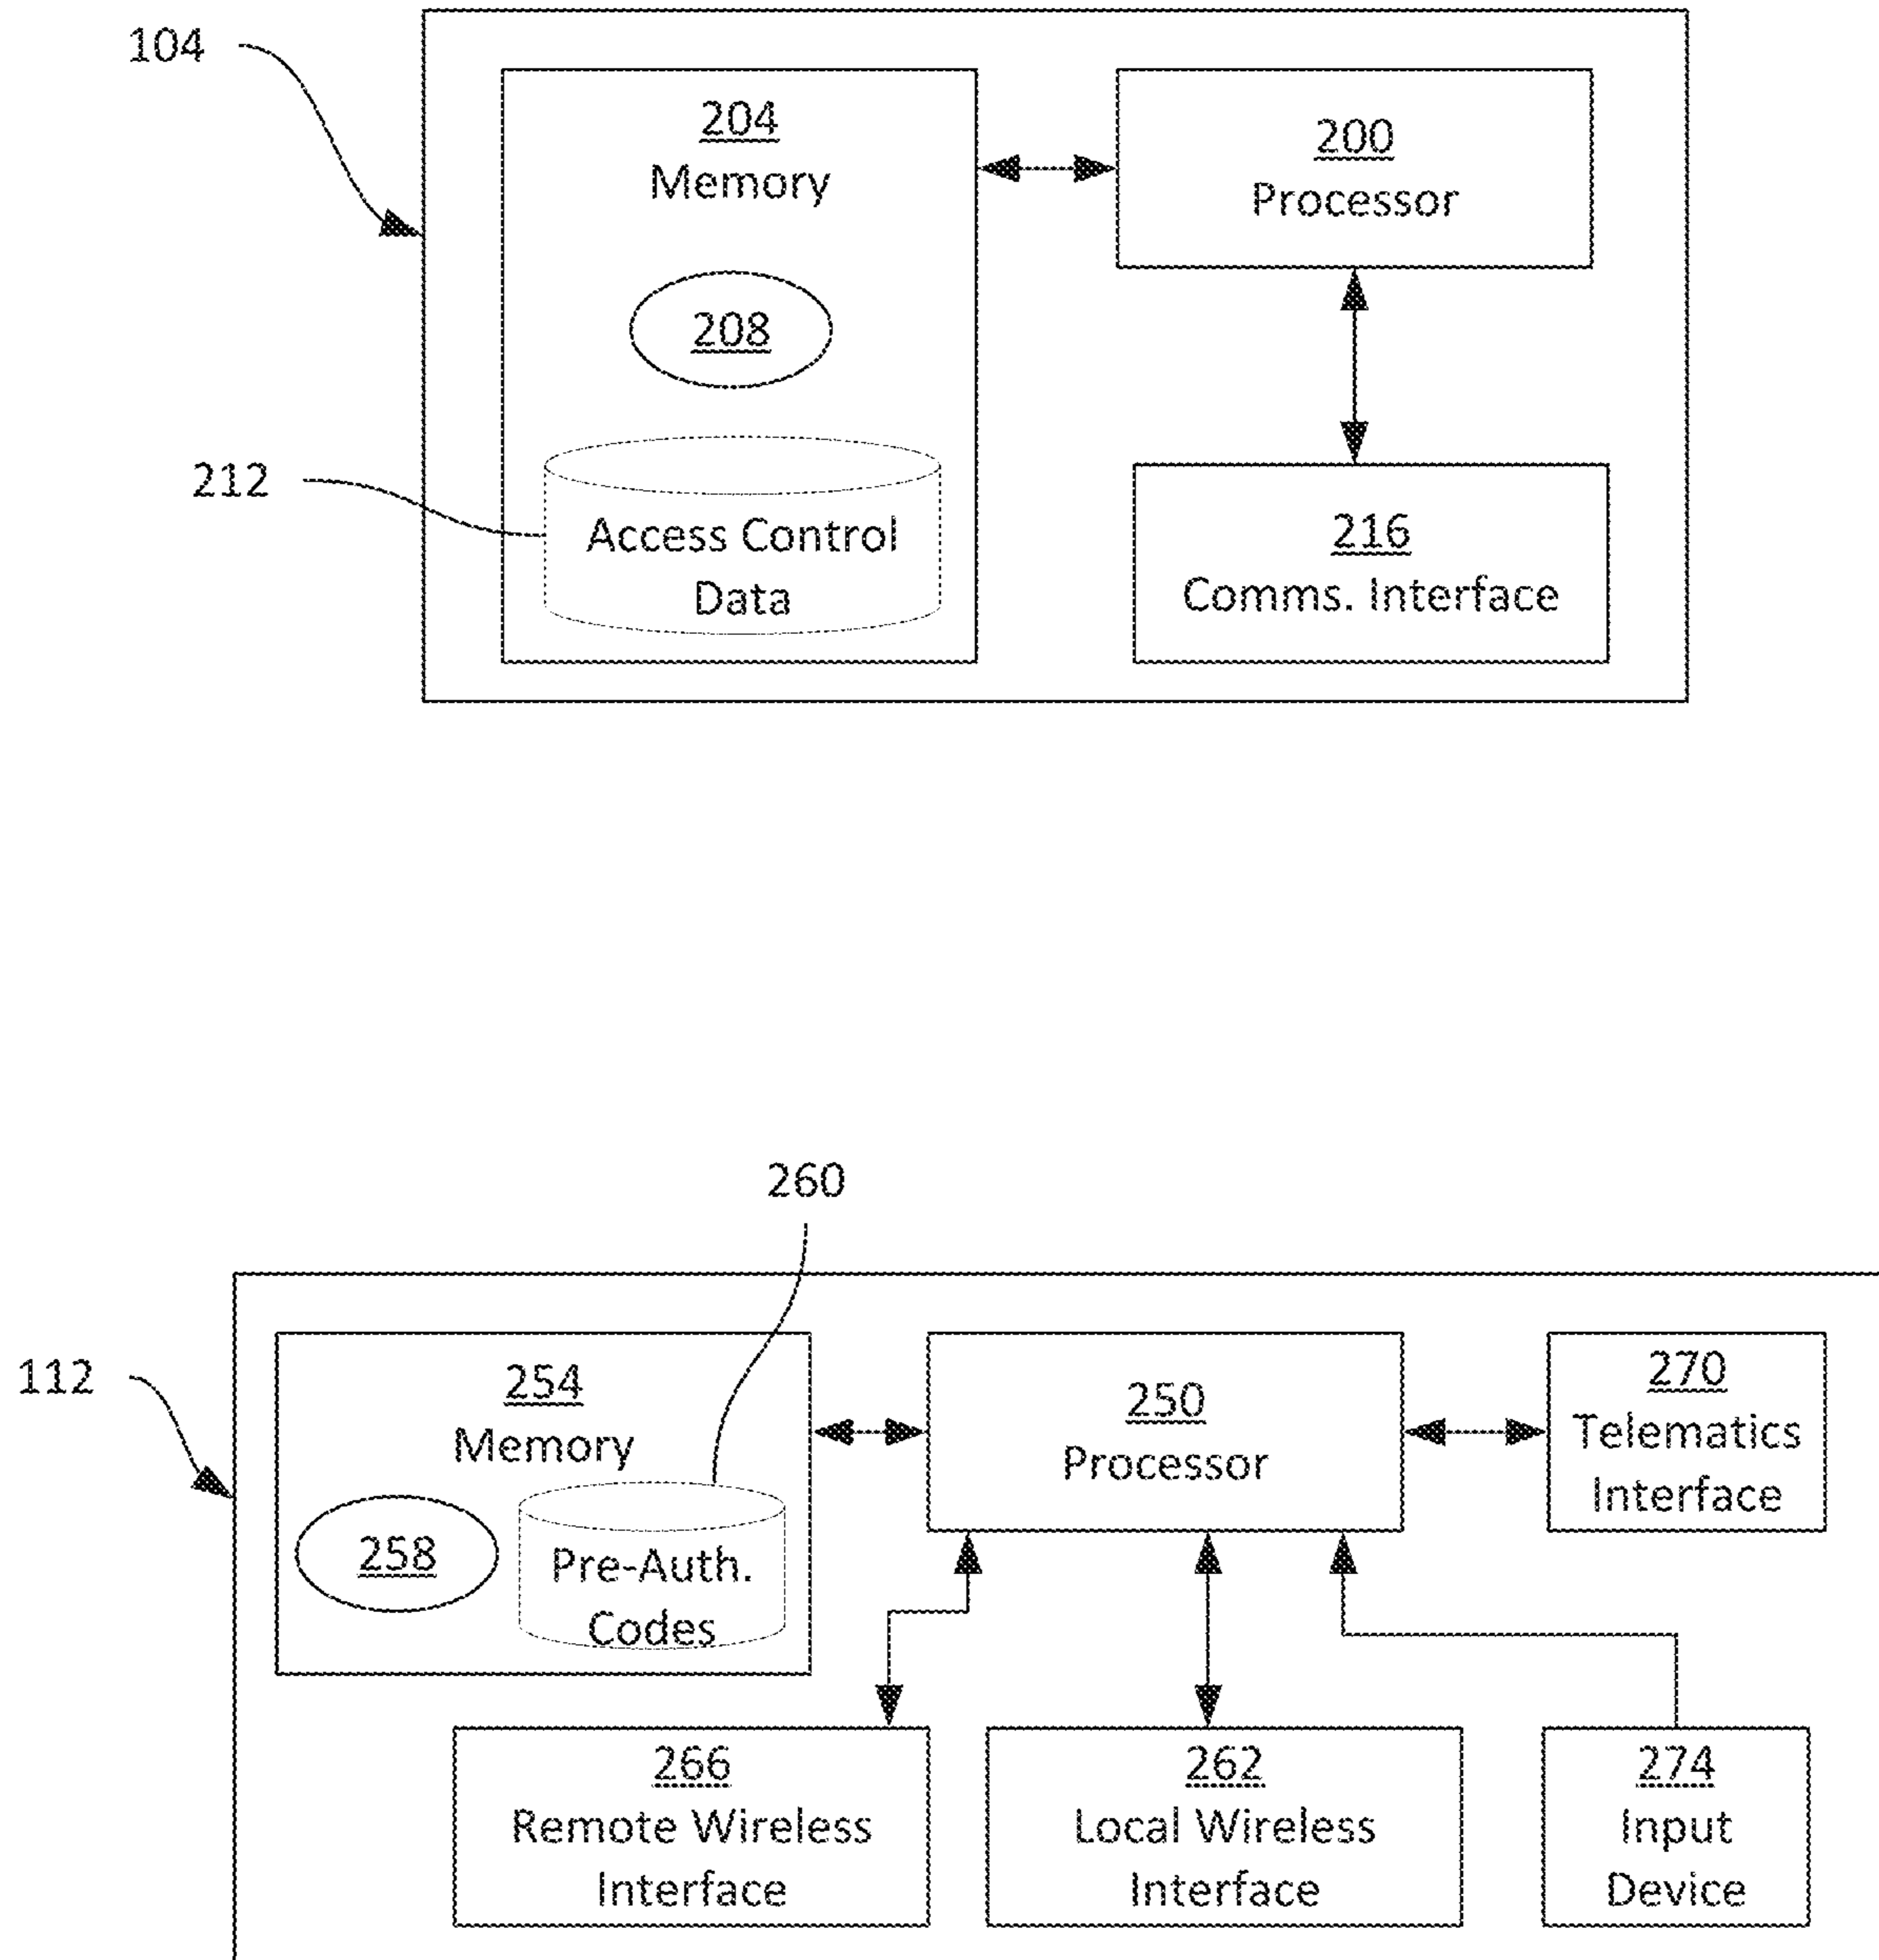 104
204
Memory
200
Processor
208
212
Access Control
Data
216
Comms. Interface
260
112
254
Memory
250
Processor
270
Telematics
Interface
258
Pre-Auth.
Codes
266
Remote Wireless
Interface
262
Local Wireless
Interface
274
Input
Device